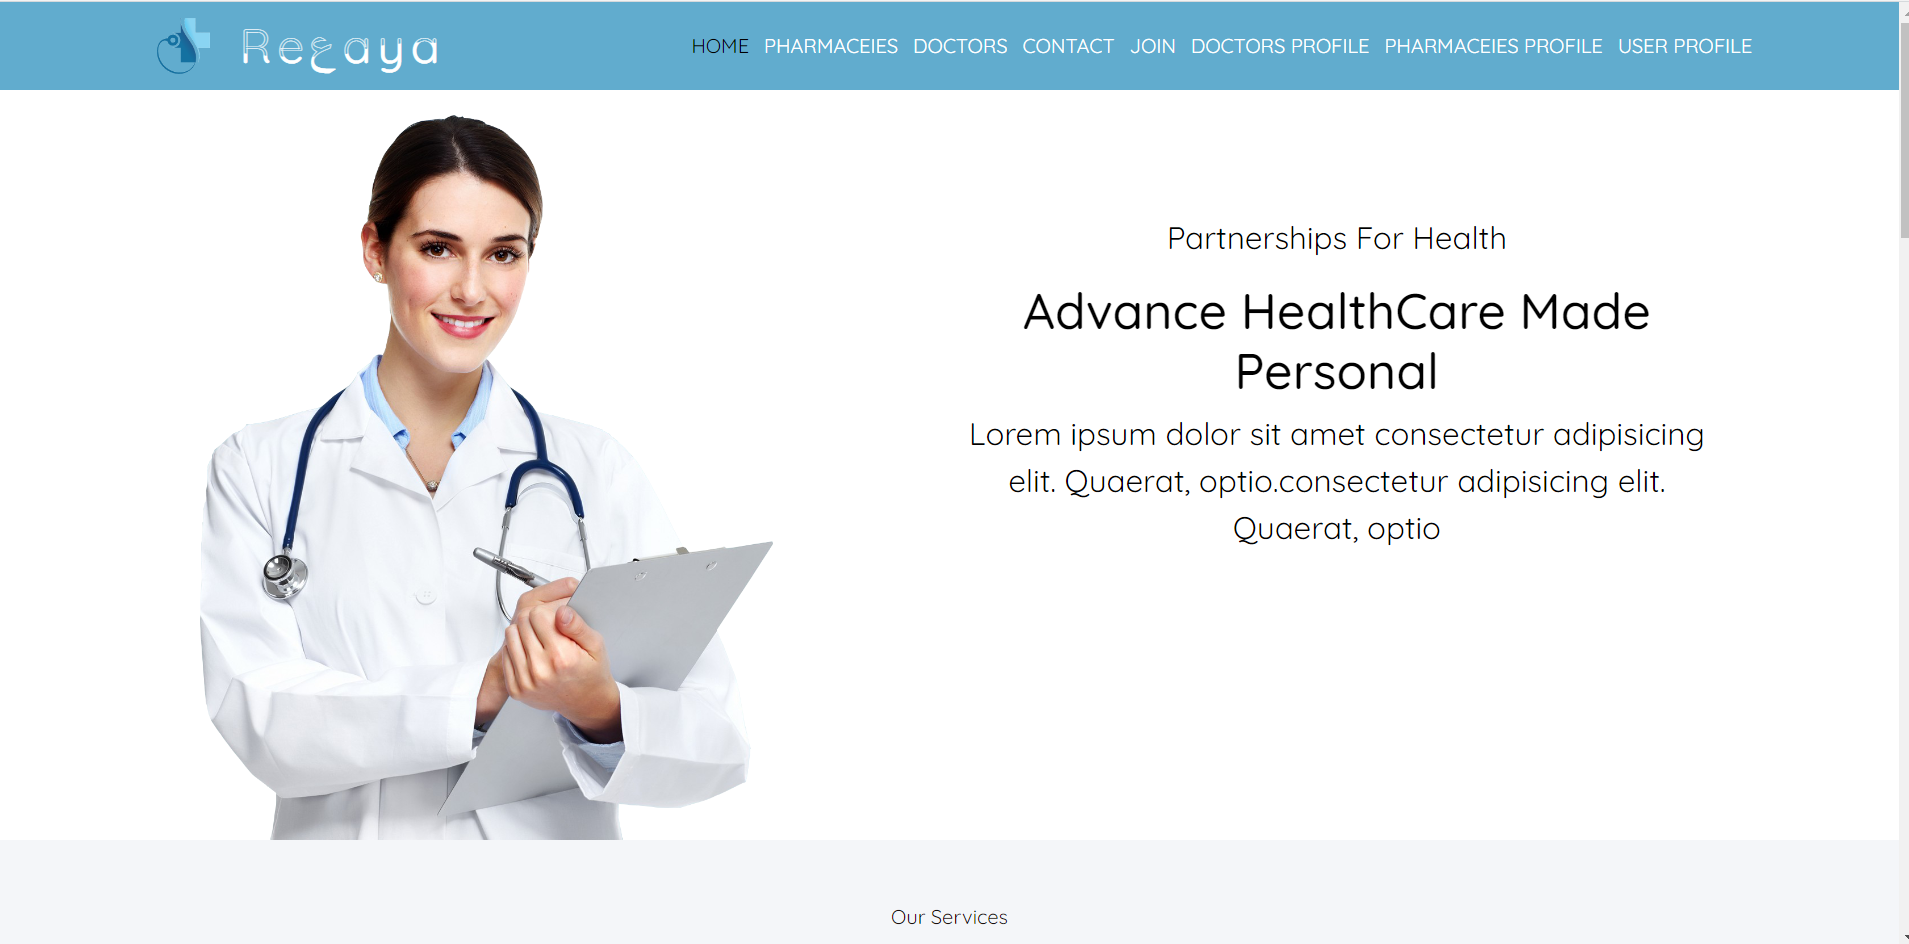 Reعaya
HOME PHARMACEIES DOCTORS CONTACT JOIN DOCTORS PROFILE PHARMACEIES PROFILE USER PROFILE
Partnerships For Health
Advance HealthCare Made
Personal
Lorem ipsum dolor sit amet consectetur adipisicing
elit. Quaerat, optio.consectetur adipisicing elit.
Quaerat, optio
Our Services